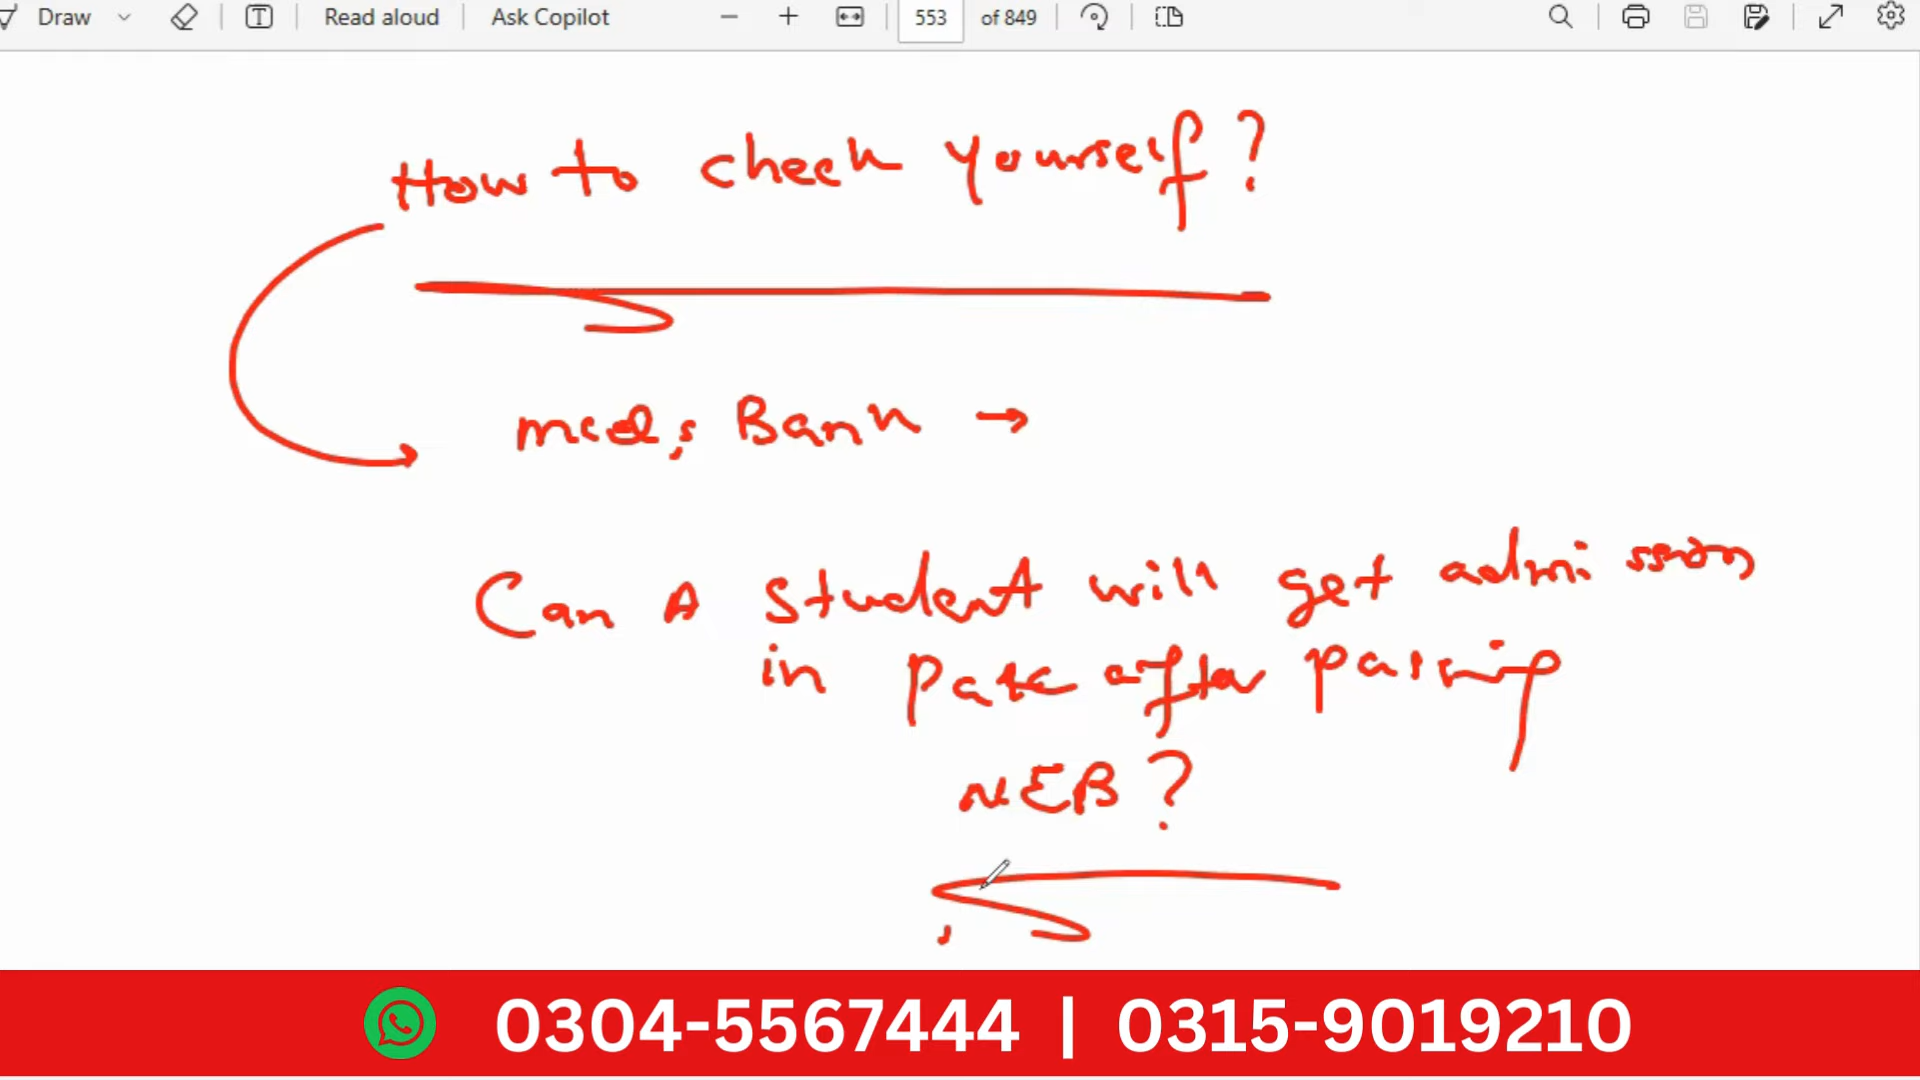 Draw
Read aloud
Ask Copilot
553 of 849
How to check yourself?
MCQ,s Bank →
Can A student will get admission
in Pate after passing
NEB?
0304-5567444 | 0315-9019210